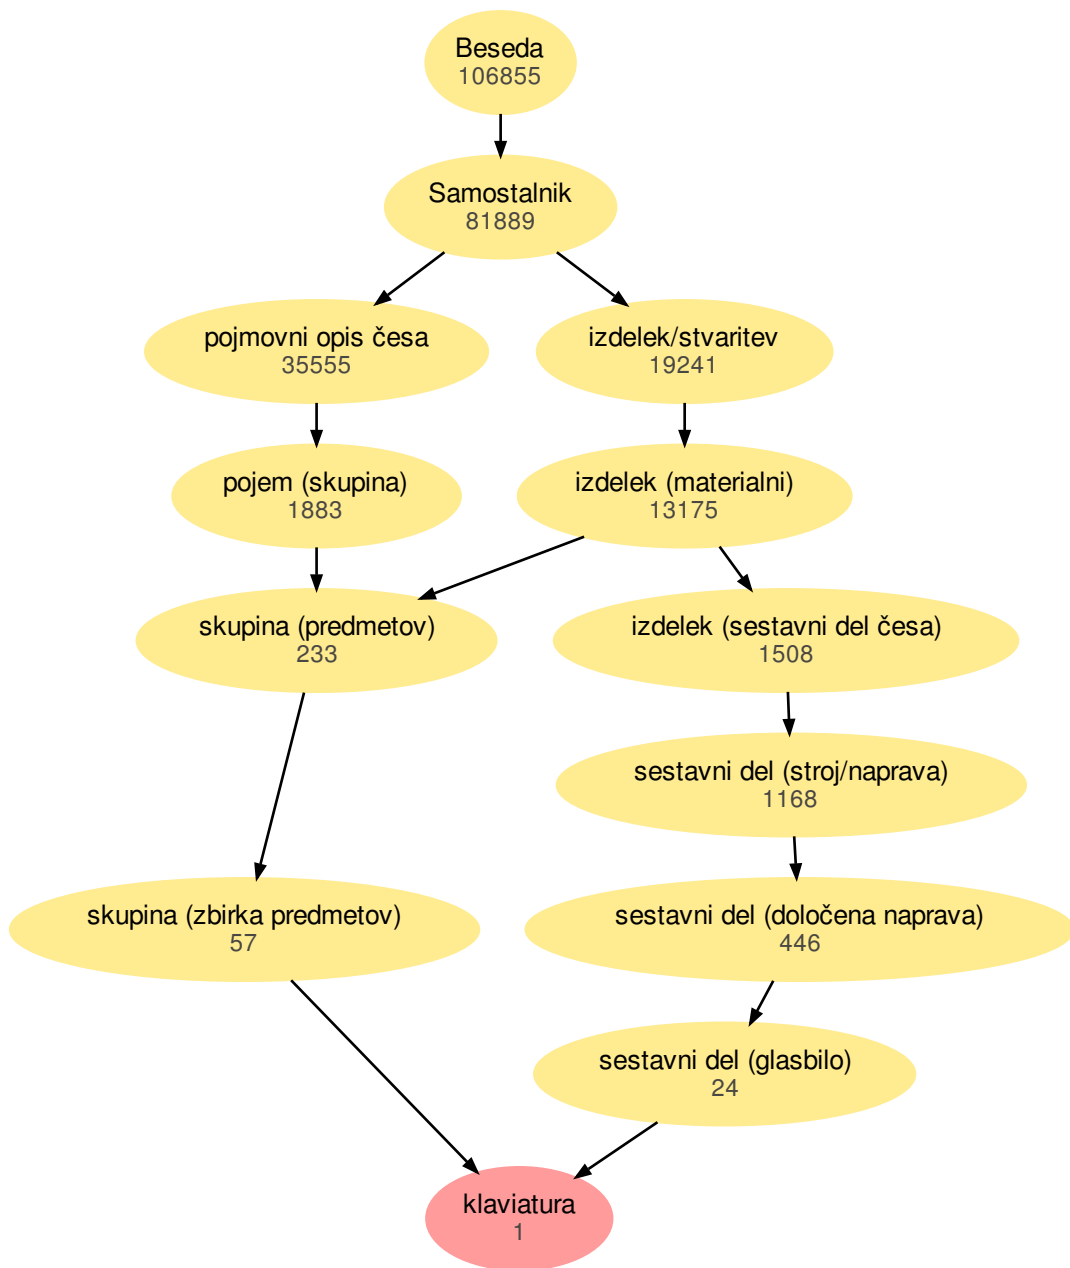 Beseda
106855
Samostalnik
81889
pojmovni opis česa
35555
izdelek/stvaritev
19241
pojem (skupina)
1883
izdelek (materialni)
13175
skupina (predmetov)
233
izdelek (sestavni del česa)
1508
sestavni del (stroj/naprava)
1168
skupina (zbirka predmetov)
57
sestavni del (določena naprava)
446
sestavni del (glasbilo)
24
klaviatura
1